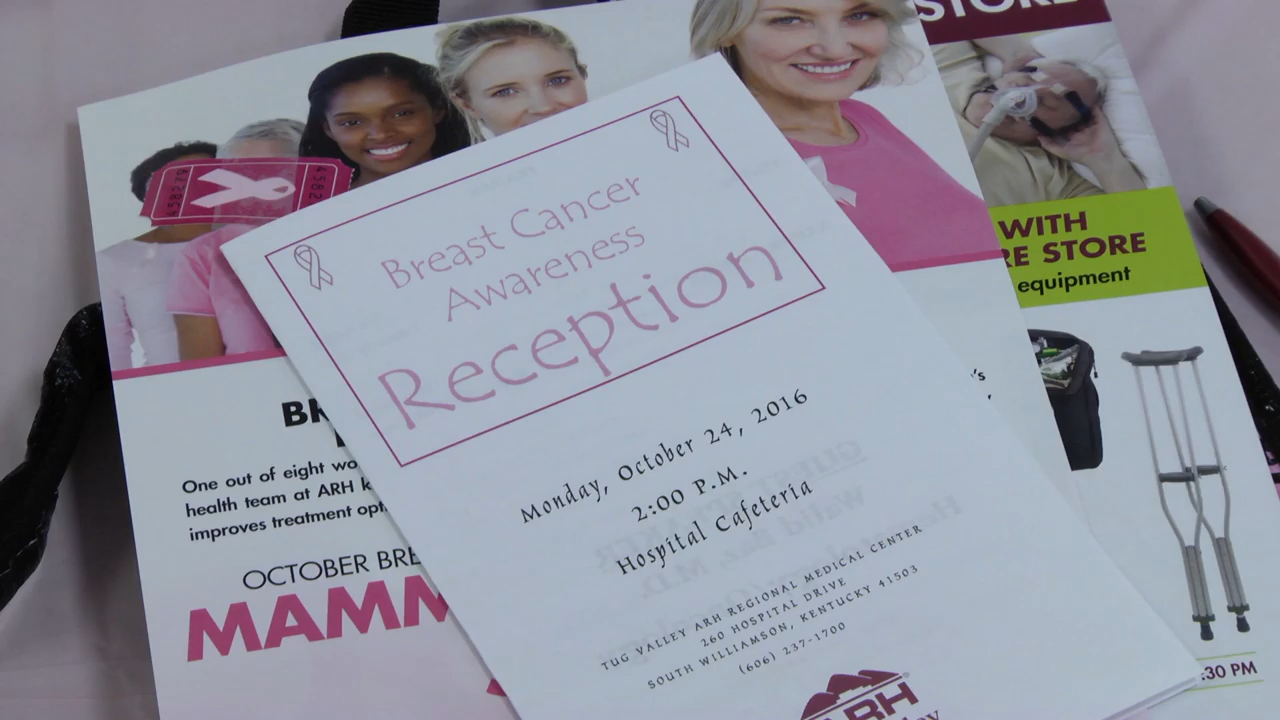 Breast Cancer
Awareness
Reception
Monday, October 24, 2016
2:00 P.M.
Hospital Cafeteria
TUG VALLEY ARH REGIONAL MEDICAL CENTER
260 HOSPITAL DRIVE
SOUTH WILLIAMSON, KENTUCKY 41503
(606) 237-1700
ARH
One out of eight wo
health team at ARH k
improves treatment opt
OCTOBER BRE
MAMM
4582
STORE
WITH
RE STORE
equipment
:30 PM